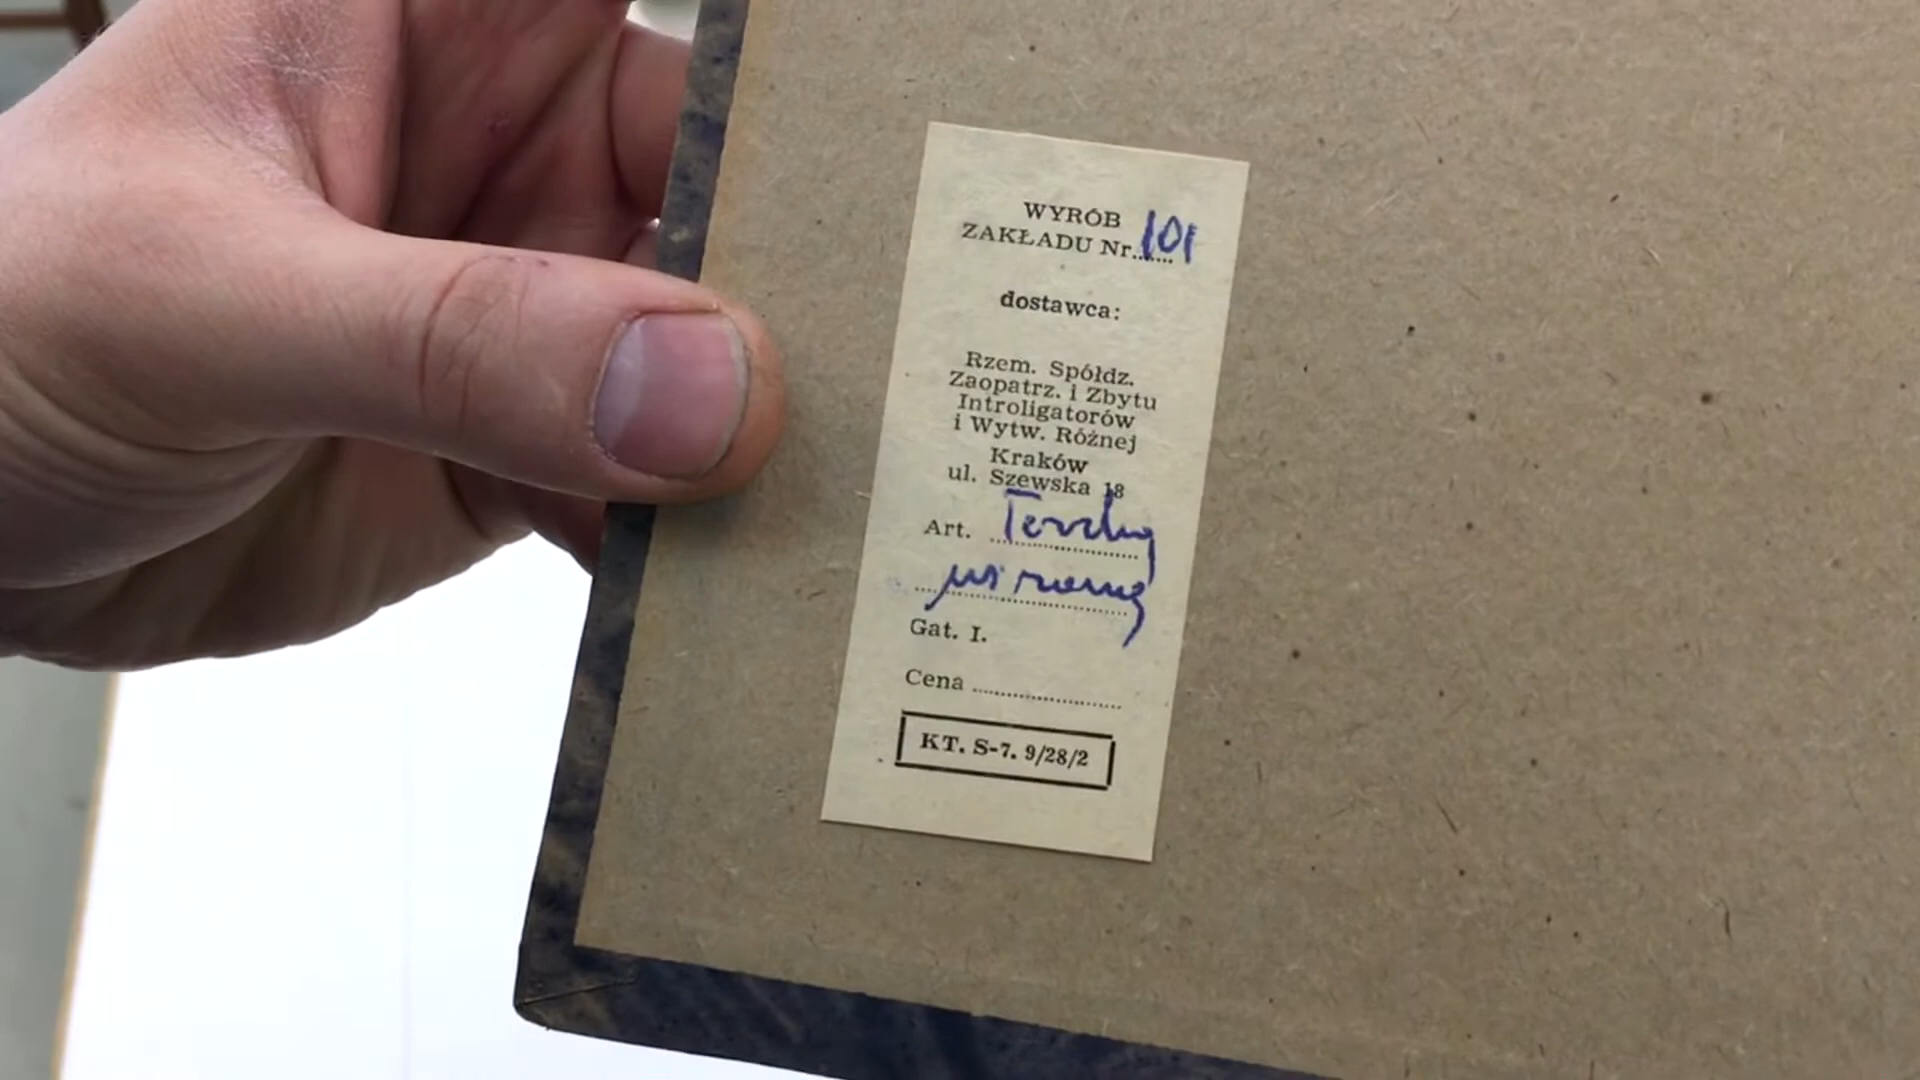 WYRÓB
ZAKŁADU Nr...... 101
dostawca:
Rzem. Spółdz.
Zaopatrz. i Zbytu
Introligatorów
i Wytw. Różnej
Kraków
ul. Szewska 18
Art.
Gat. I.
Cena
KT. S-7. 9/28/2